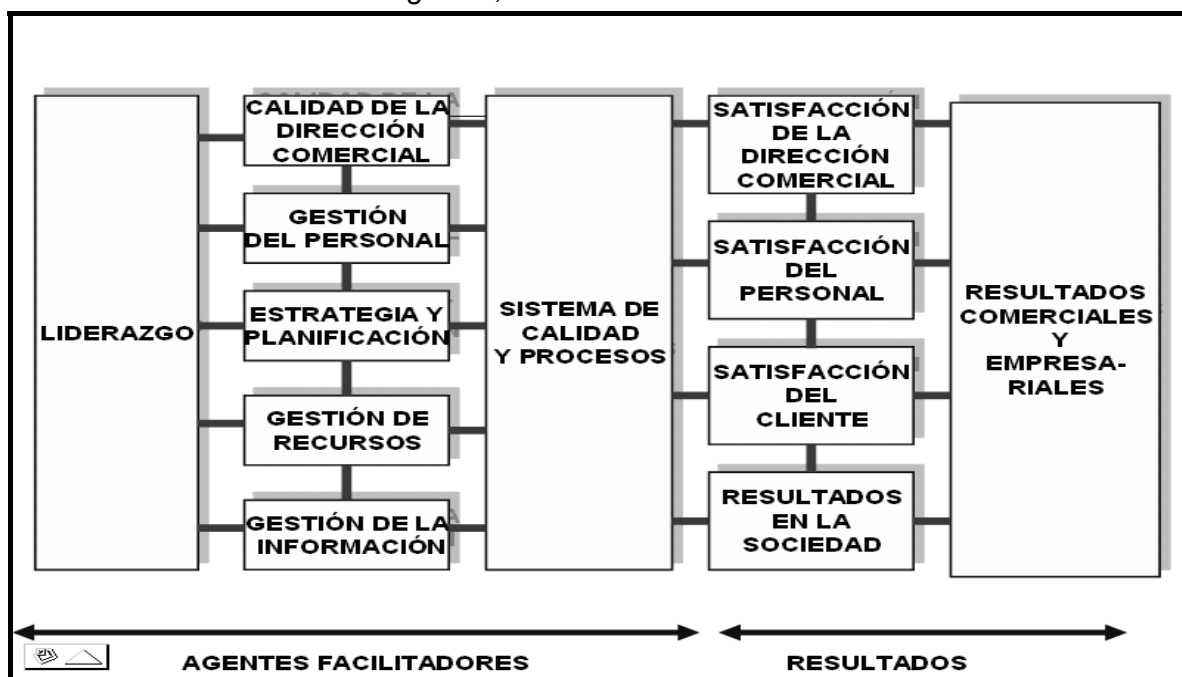 LIDERAZGO
CALIDAD DE LA
DIRECCIÓN
COMERCIAL
GESTIÓN
DEL PERSONAL
ESTRATEGIA Y
PLANIFICACIÓN
GESTIÓN DE
RECURSOS
GESTIÓN DE LA
INFORMACIÓN
SISTEMA DE
CALIDAD
Y PROCESOS
SATISFACCIÓN
DE LA
DIRECCIÓN
COMERCIAL
SATISFACCIÓN
DEL
PERSONAL
SATISFACCIÓN
DEL
CLIENTE
RESULTADOS
EN LA
SOCIEDAD
RESULTADOS
COMERCIALES
Y
EMPRESA-
RIALES
AGENTES FACILITADORES
RESULTADOS